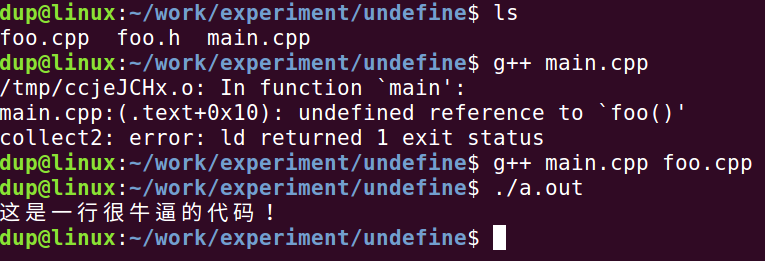 dup@linux:~/work/experiment/undefine$ ls
foo.cpp  foo.h  main.cpp
dup@linux:~/work/experiment/undefine$ g++ main.cpp
/tmp/ccjeJCHx.o: In function `main':
main.cpp:(.text+0x10): undefined reference to `foo()'
collect2: error: ld returned 1 exit status
dup@linux:~/work/experiment/undefine$ g++ main.cpp foo.cpp
dup@linux:~/work/experiment/undefine$ ./a.out
这是一行很牛逼的代码！
dup@linux:~/work/experiment/undefine$